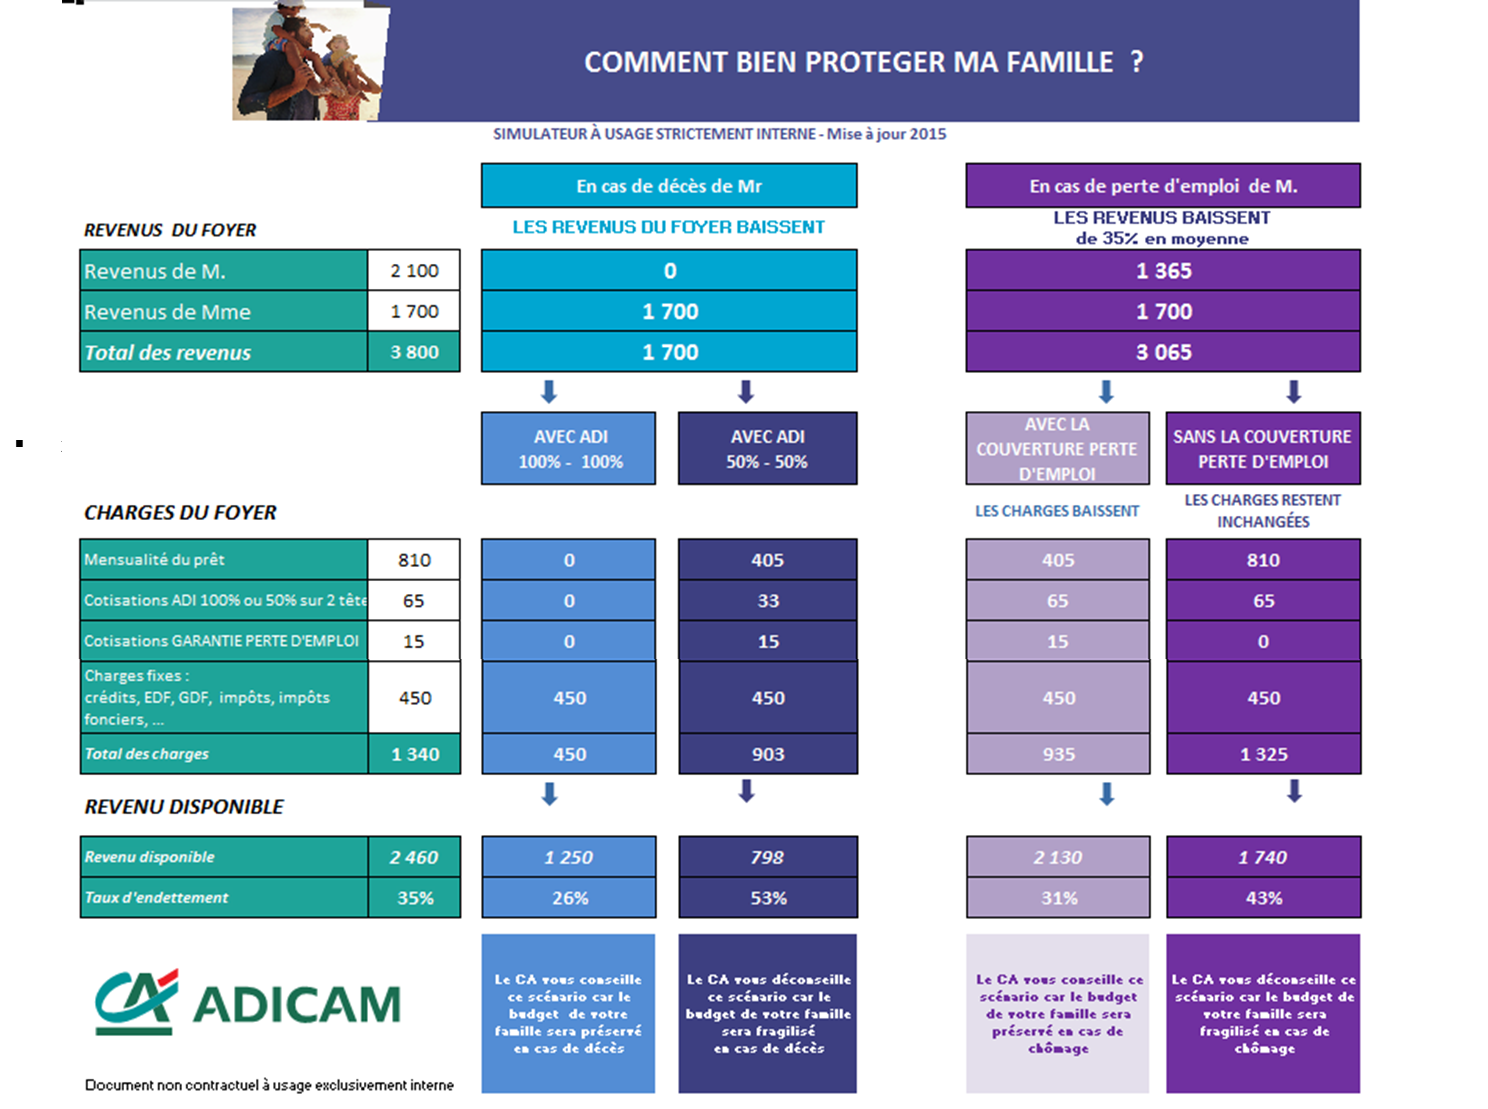 COMMENT BIEN PROTEGER MA FAMILLE ?
SIMULATEUR À USAGE STRICTEMENT INTERNE - Mise à jour 2015
En cas de décès de Mr
En cas de perte d'emploi de M.
REVENUS DU FOYER
LES REVENUS DU FOYER BAISSENT
LES REVENUS BAISSENT
de 35% en moyenne
Revenus de M. 2 100 0 1 365
Revenus de Mme 1 700 1 700 1 700
Total des revenus 3 800 1 700 3 065
AVEC ADI
100% - 100%
AVEC ADI
50% - 50%
AVEC LA
COUVERTURE PERTE
D'EMPLOI
SANS LA COUVERTURE
PERTE D'EMPLOI
CHARGES DU FOYER
LES CHARGES BAISSENT
LES CHARGES RESTENT
INCHANGÉES
Mensualité du prêt 810 0 405 405 810
Cotisations ADI 100% ou 50% sur 2 tête 65 0 33 65 65
Cotisations GARANTIE PERTE D'EMPLOI 15 0 15 15 0
Charges fixes :
crédits, EDF, GDF, impôts, impôts
fonciers, ...
450 450 450 450 450
Total des charges 1 340 450 903 935 1 325
REVENU DISPONIBLE
Revenu disponible 2 460 1 250 798 2 130 1 740
Taux d'endettement 35% 26% 53% 31% 43%
Le CA vous conseille
ce scénario car le
budget de votre
famille sera préservé
en cas de décès
Le CA vous déconseille
ce scénario car le
budget de votre famille
sera fragilisé
en cas de décès
Le CA vous conseille ce
scénario car le budget
de votre famille sera
préservé en cas de
chômage
Le CA vous déconseille ce
scénario car le budget de
votre famille sera
fragilisé en cas de
chômage
CA ADICAM
Document non contractuel à usage exclusivement interne